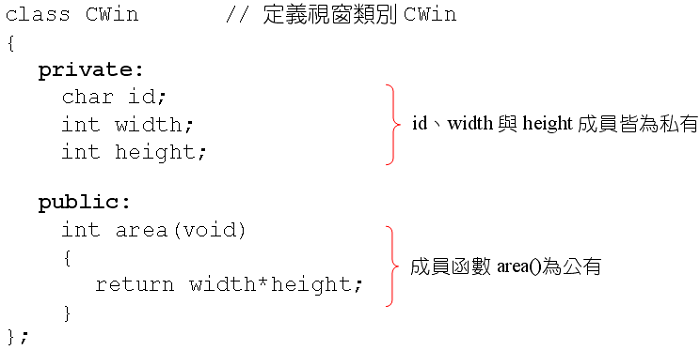 class CWin // 定義視窗類別 CWin
{
private:
char id;
int width;
int height;
id、width 與 height 成員皆為私有
public:
int area(void)
{
return width*height;
}
成員函數 area()為公有
};